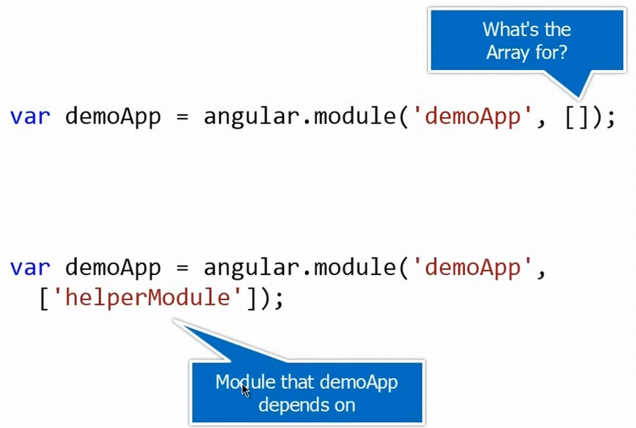 What's the
Array for?
var demoApp = angular.module('demoApp', []);
var demoApp = angular.module('demoApp',
['helperModule']);
Module that demoApp
depends on